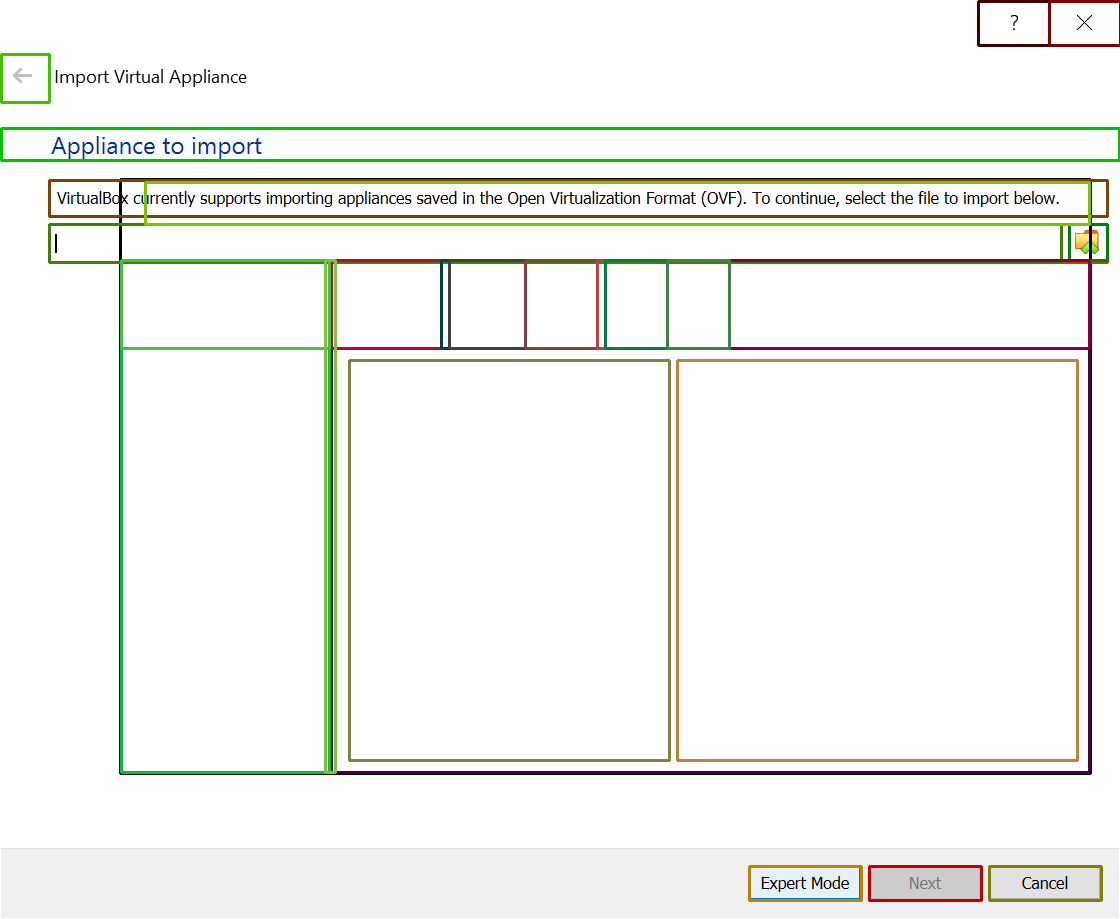 ?
Import Virtual Appliance
Appliance to import
VirtualBox currently supports importing appliances saved in the Open Virtualization Format (OVF). To continue, select the file to import below.
Expert Mode Next Cancel